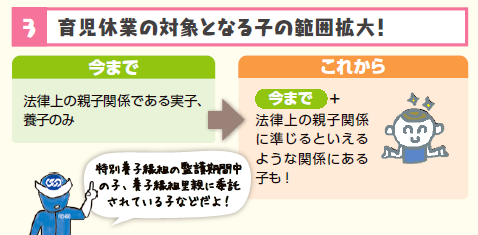 3 育児休業の対象となる子の範囲拡大！
今まで
法律上の親子関係である実子、
養子のみ
これから
今まで＋
法律上の親子関係
に準じるといえる
ような関係にある
子も！
特別養子縁組の監護期間中
の子、養子縁組里親に委託
されている子などだよ！